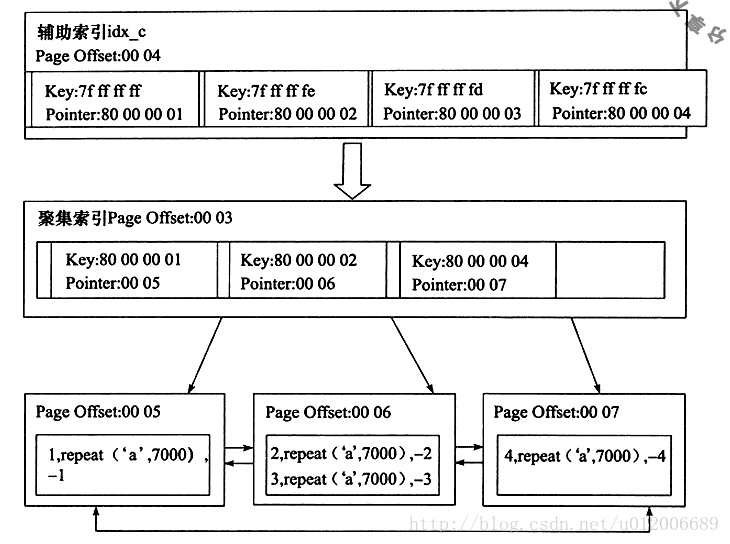 分享不
辅助索引idx_c
Page Offset:00 04
Key:7f ff ff ff
Pointer:80 00 00 01
Key:7f ff ff fe
Pointer:80 00 00 02
Key:7f ff ff fd
Pointer:80 00 00 03
Key:7f ff ff fc
Pointer:80 00 00 04
聚集索引Page Offset:00 03
Key:80 00 00 01
Pointer:00 05
Key:80 00 00 02
Pointer:00 06
Key:80 00 00 04
Pointer:00 07
Page Offset:00 05
1,repeat（‘a’,7000）,
-1
Page Offset:00 06
2,repeat（‘a’,7000）,-2
3,repeat（‘a’,7000）,-3
Page Offset:00 07
4,repeat（‘a’,7000）,-4
http://blog.csdn.net/u012006689